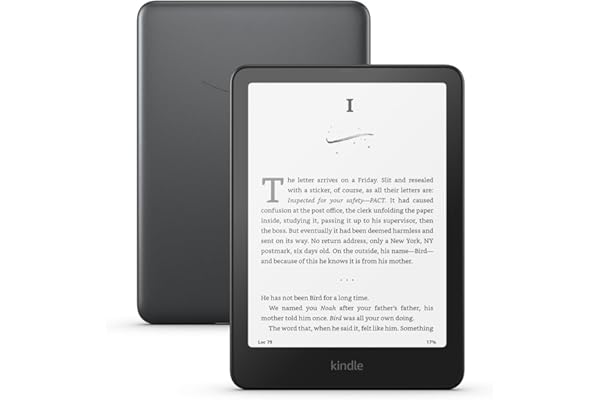 I
The letter arrives on a Friday. Slit and resealed
with a sticker, of course, as all their letters are:
Inspected for your safety—PACT. It had caused
confusion at the post office, the clerk unfolding the paper
inside, studying it, passing it up to his supervisor, then
the boss. But eventually it had been deemed harmless and
sent on its way. No return address, only a New York, NY
postmark, six days old. On the outside, his name—Bird—
and because of this he knows it is from his mother.
. . .
He has not been Bird for a long time.
We named you Noah after your father's father, his
mother told him once. Bird was all your own doing.
The word that, when he said it, felt like him. Something
Loc 79 17%
kindle